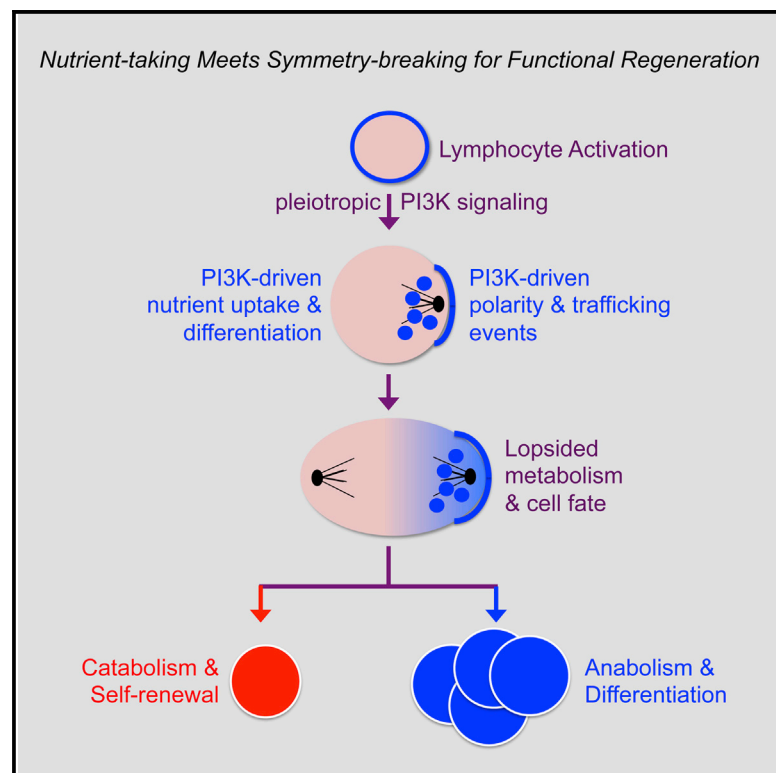 Nutrient-taking Meets Symmetry-breaking for Functional Regeneration
Lymphocyte Activation
pleiotropic PI3K signaling
PI3K-driven
nutrient uptake &
differentiation
PI3K-driven
polarity & trafficking
events
Lopsided
metabolism
& cell fate
Catabolism &
Self-renewal
Anabolism &
Differentiation